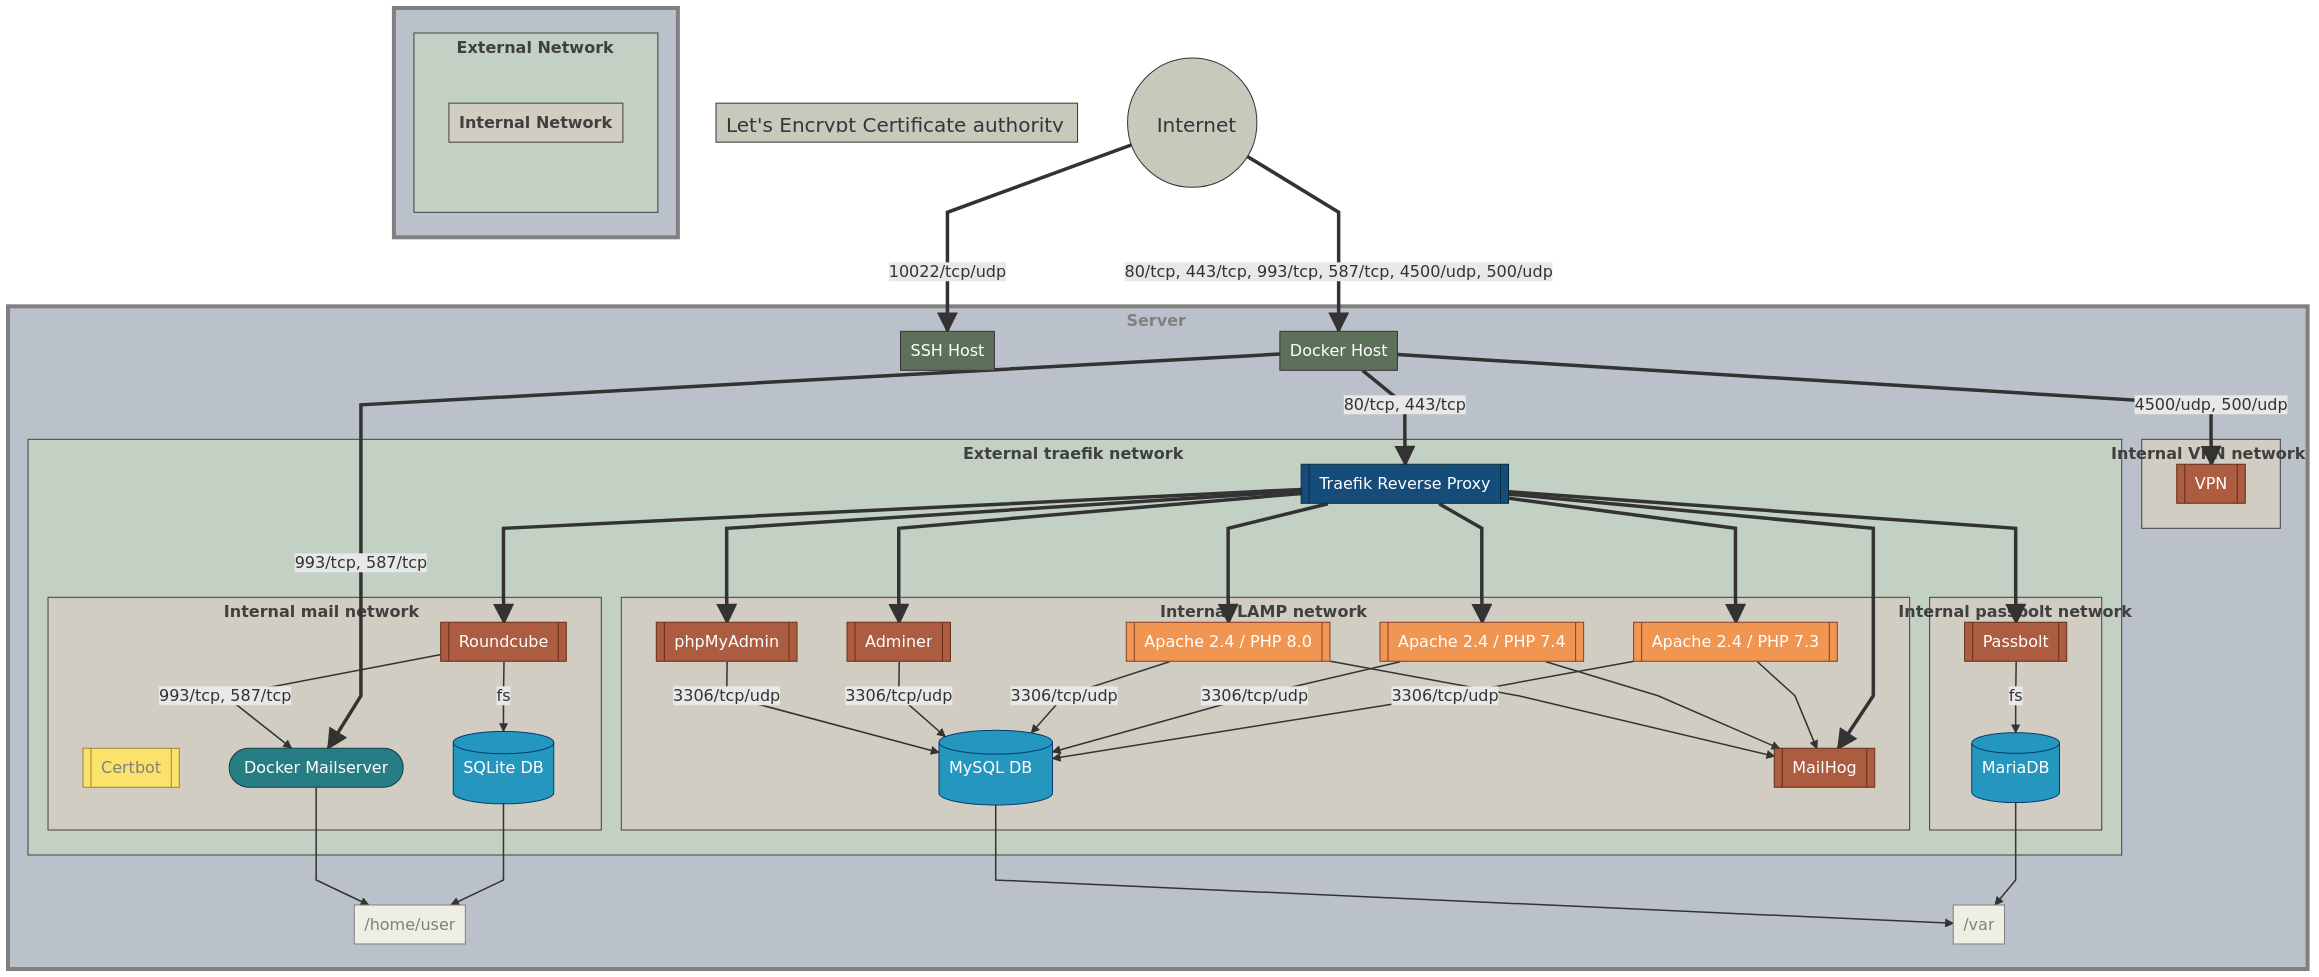 External Network
Internal Network
Let's Encrypt Certificate authority
Internet
10022/tcp/udp
80/tcp, 443/tcp, 993/tcp, 587/tcp, 4500/udp, 500/udp
Server
SSH Host
Docker Host
80/tcp, 443/tcp
4500/udp, 500/udp
External traefik network
Internal VPN network
Traefik Reverse Proxy
VPN
993/tcp, 587/tcp
Internal mail network
Internal LAMP network
Internal passbolt network
Roundcube
phpMyAdmin
Adminer
Apache 2.4 / PHP 8.0
Apache 2.4 / PHP 7.4
Apache 2.4 / PHP 7.3
Passbolt
993/tcp, 587/tcp
fs
3306/tcp/udp
3306/tcp/udp
3306/tcp/udp
3306/tcp/udp
3306/tcp/udp
fs
Certbot
Docker Mailserver
SQLite DB
MySQL DB
MailHog
MariaDB
/home/user
/var